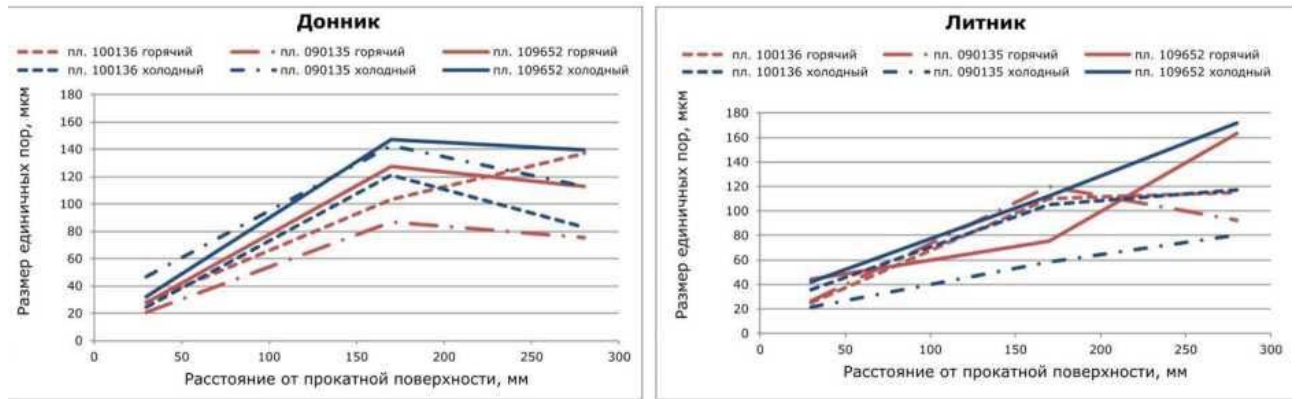 Донник
пл. 100136 горячий пл. 090135 горячий пл. 109652 горячий
пл. 100136 холодный пл. 090135 холодный пл. 109652 холодный
Размер единичных пор, мкм
180
160
140
120
100
80
60
40
20
0
0 50 100 150 200 250 300
Расстояние от прокатной поверхности, мм
Литник
пл. 100136 горячий пл. 090135 горячий пл. 109652 горячий
пл. 100136 холодный пл. 090135 холодный пл. 109652 холодный
Размер единичных пор, мкм
180
160
140
120
100
80
60
40
20
0
0 50 100 150 200 250 300
Расстояние от прокатной поверхности, мм